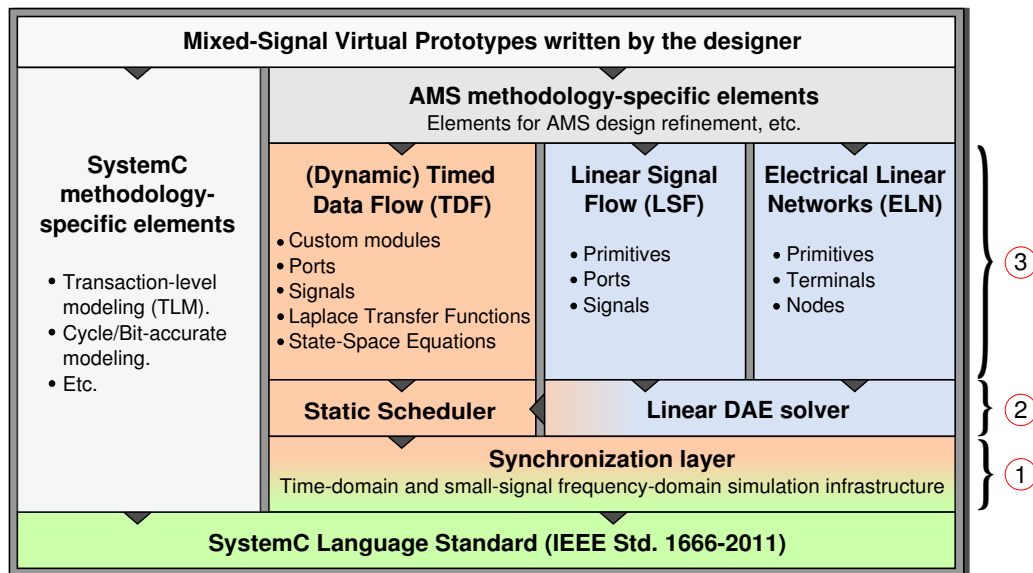 Mixed-Signal Virtual Prototypes written by the designer
AMS methodology-specific elements
Elements for AMS design refinement, etc.
SystemC
methodology-
specific elements
• Transaction-level
modeling (TLM).
• Cycle/Bit-accurate
modeling.
• Etc.
(Dynamic) Timed
Data Flow (TDF)
• Custom modules
• Ports
• Signals
• Laplace Transfer Functions
• State-Space Equations
Linear Signal
Flow (LSF)
• Primitives
• Ports
• Signals
Electrical Linear
Networks (ELN)
• Primitives
• Terminals
• Nodes
3
Static Scheduler
Linear DAE solver
2
Synchronization layer
Time-domain and small-signal frequency-domain simulation infrastructure
1
SystemC Language Standard (IEEE Std. 1666-2011)